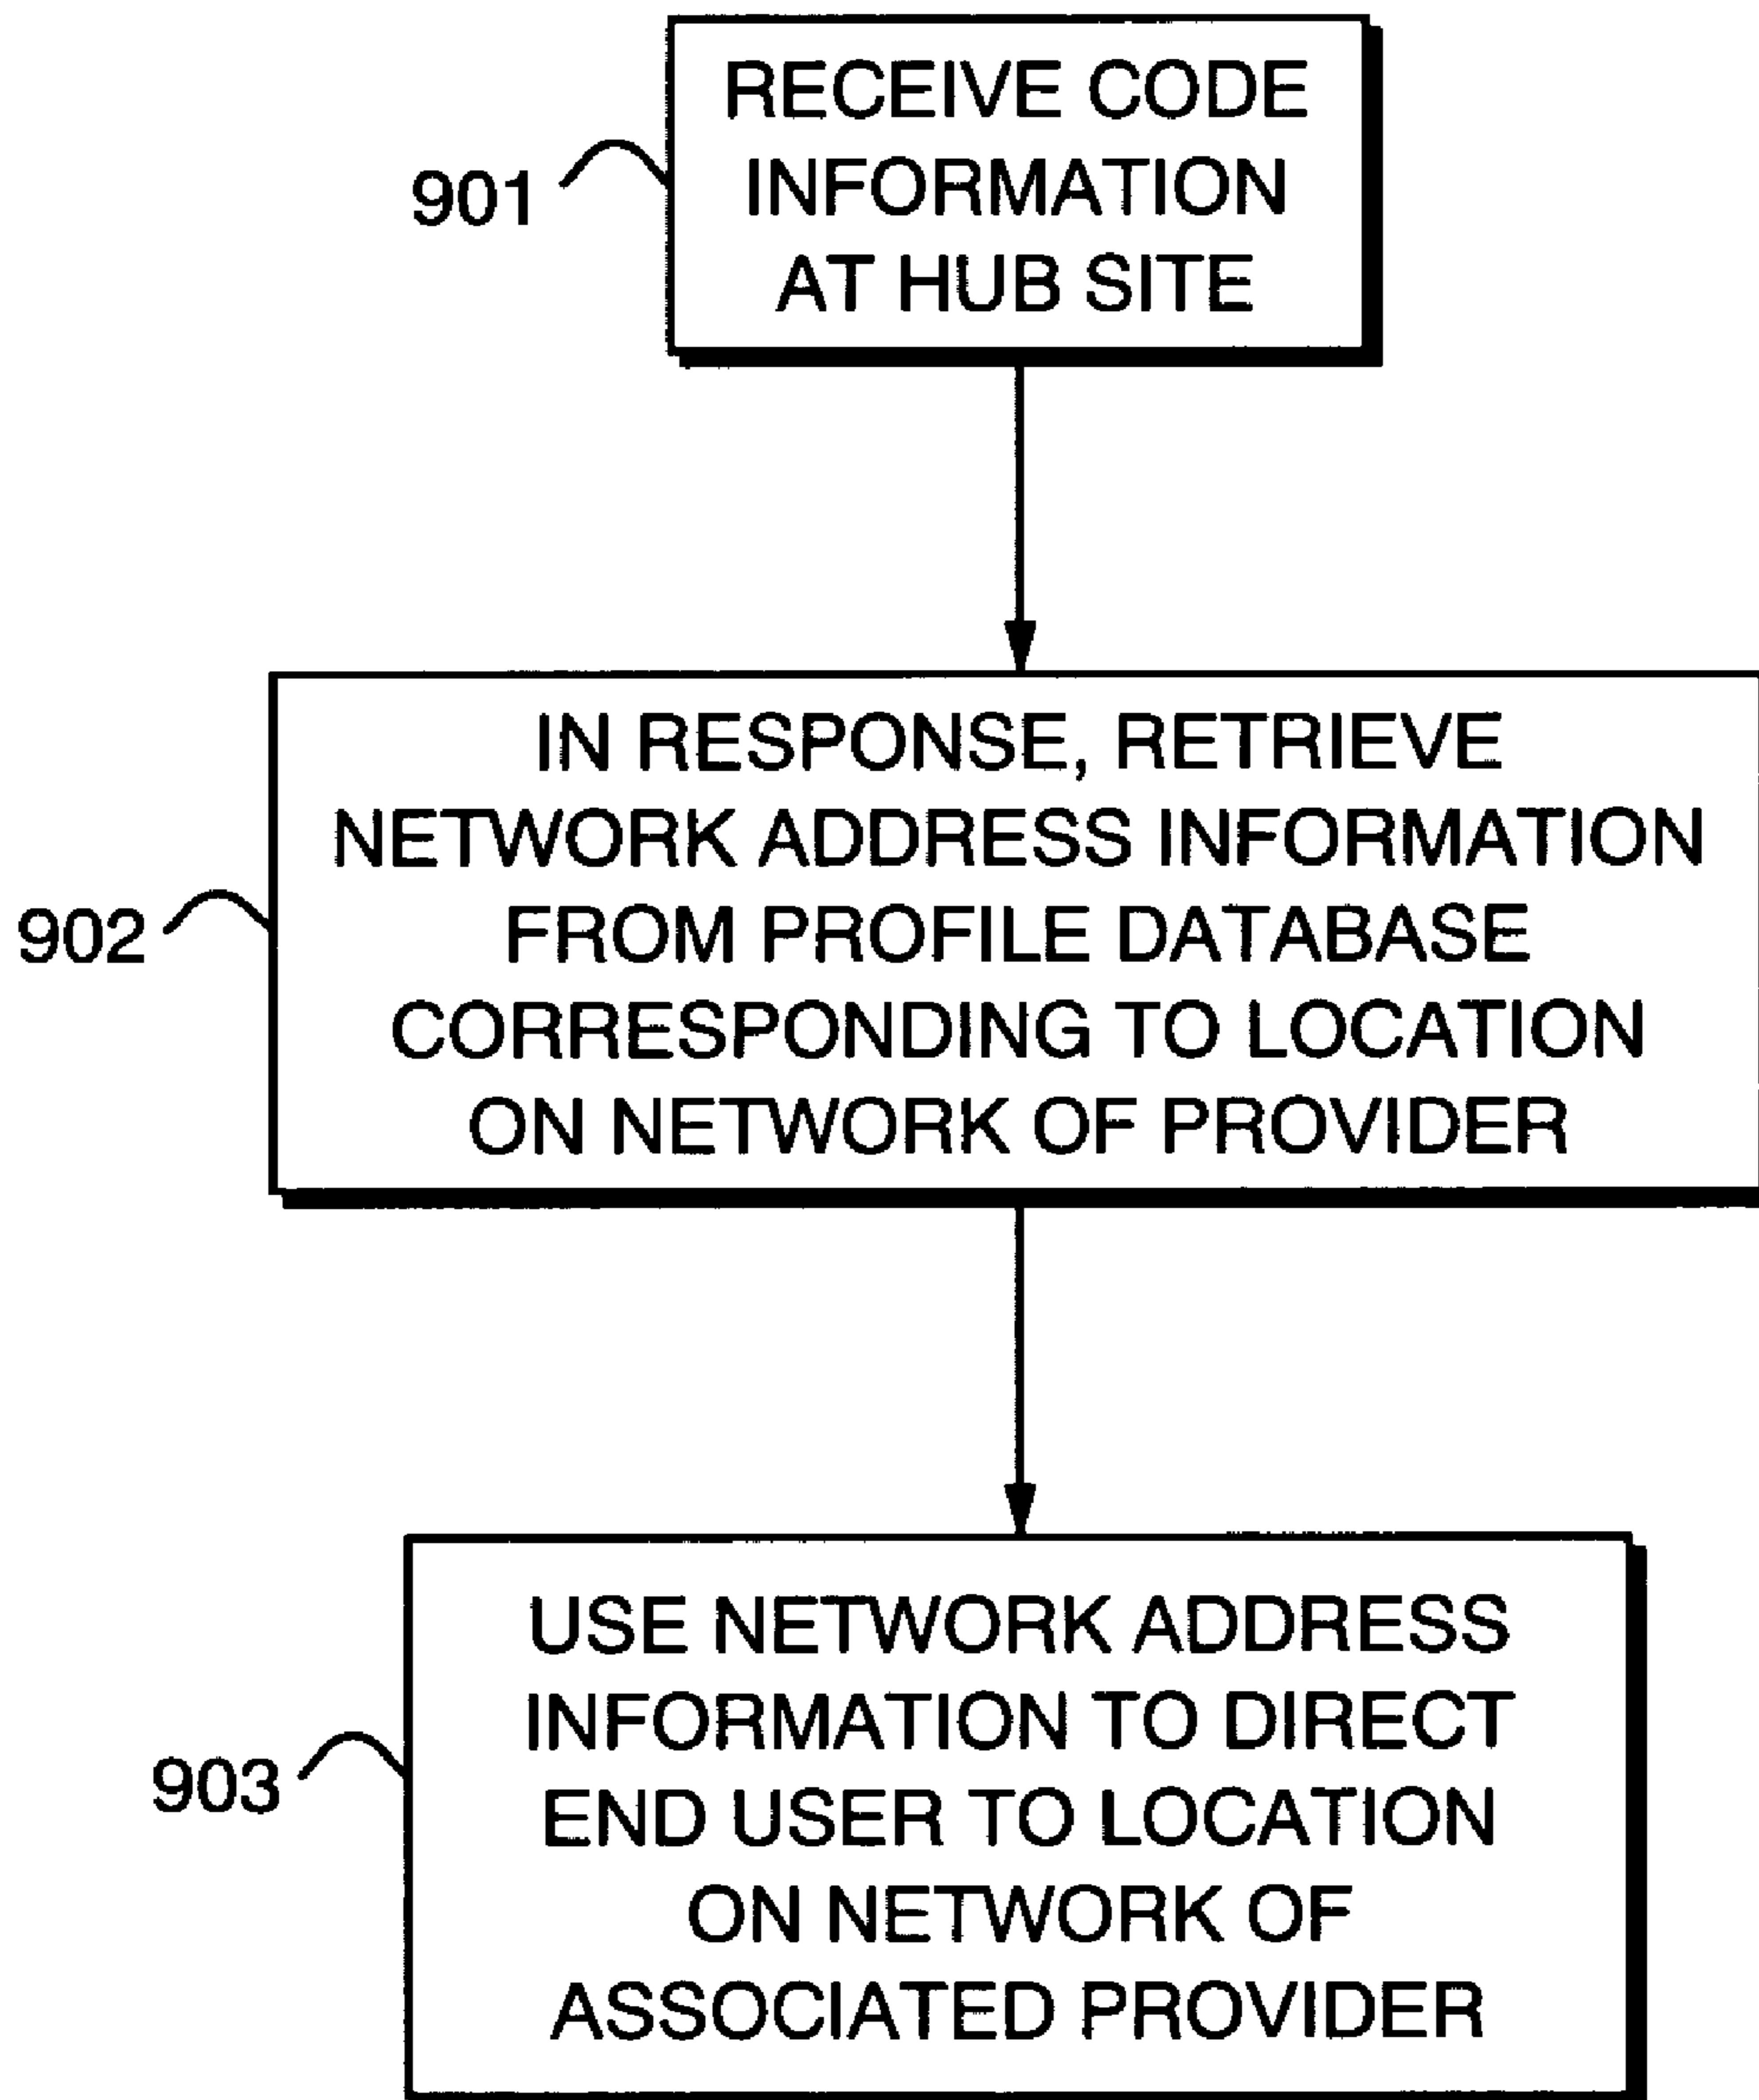 RECEIVE CODE
INFORMATION
AT HUB SITE
901
IN RESPONSE, RETRIEVE
NETWORK ADDRESS INFORMATION
FROM PROFILE DATABASE
CORRESPONDING TO LOCATION
ON NETWORK OF PROVIDER
902
USE NETWORK ADDRESS
INFORMATION TO DIRECT
END USER TO LOCATION
ON NETWORK OF
ASSOCIATED PROVIDER
903